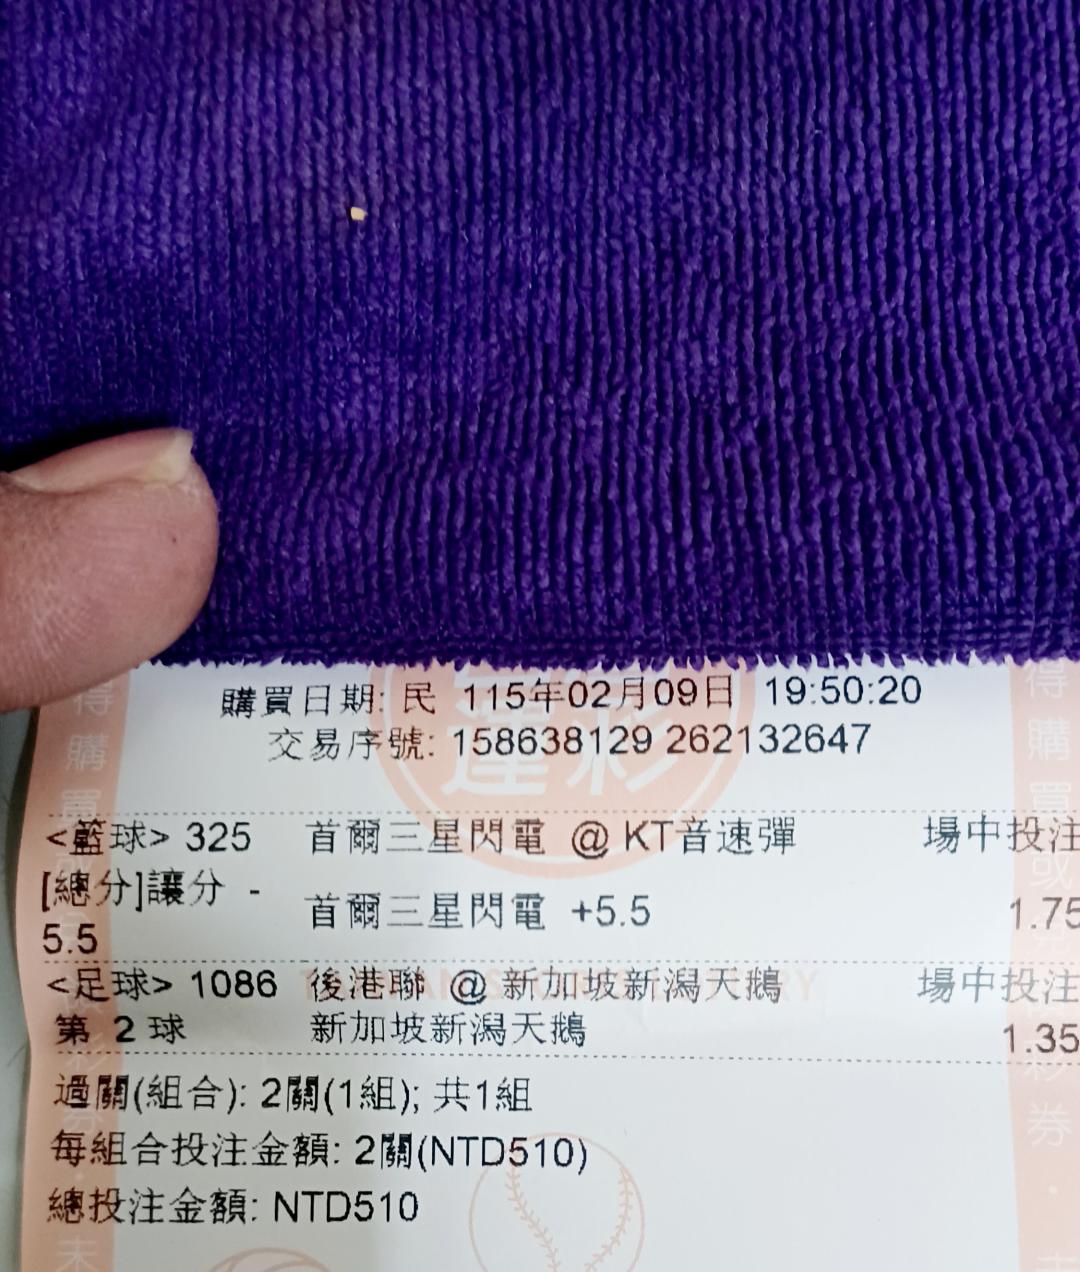 購買日期: 民 115年02月09日 19:50:20
交易序號: 158638129 262132647
<籃球> 325 首爾三星閃電 @ KT音速彈 場中投注
[總分]讓分 - 5.5 首爾三星閃電 +5.5 1.75
<足球> 1086 後港聯 @ 新加坡新潟天鵝 場中投注
第 2 球 新加坡新潟天鵝 1.35
過關(組合): 2關(1組); 共1組
每組合投注金額: 2關(NTD510)
總投注金額: NTD510